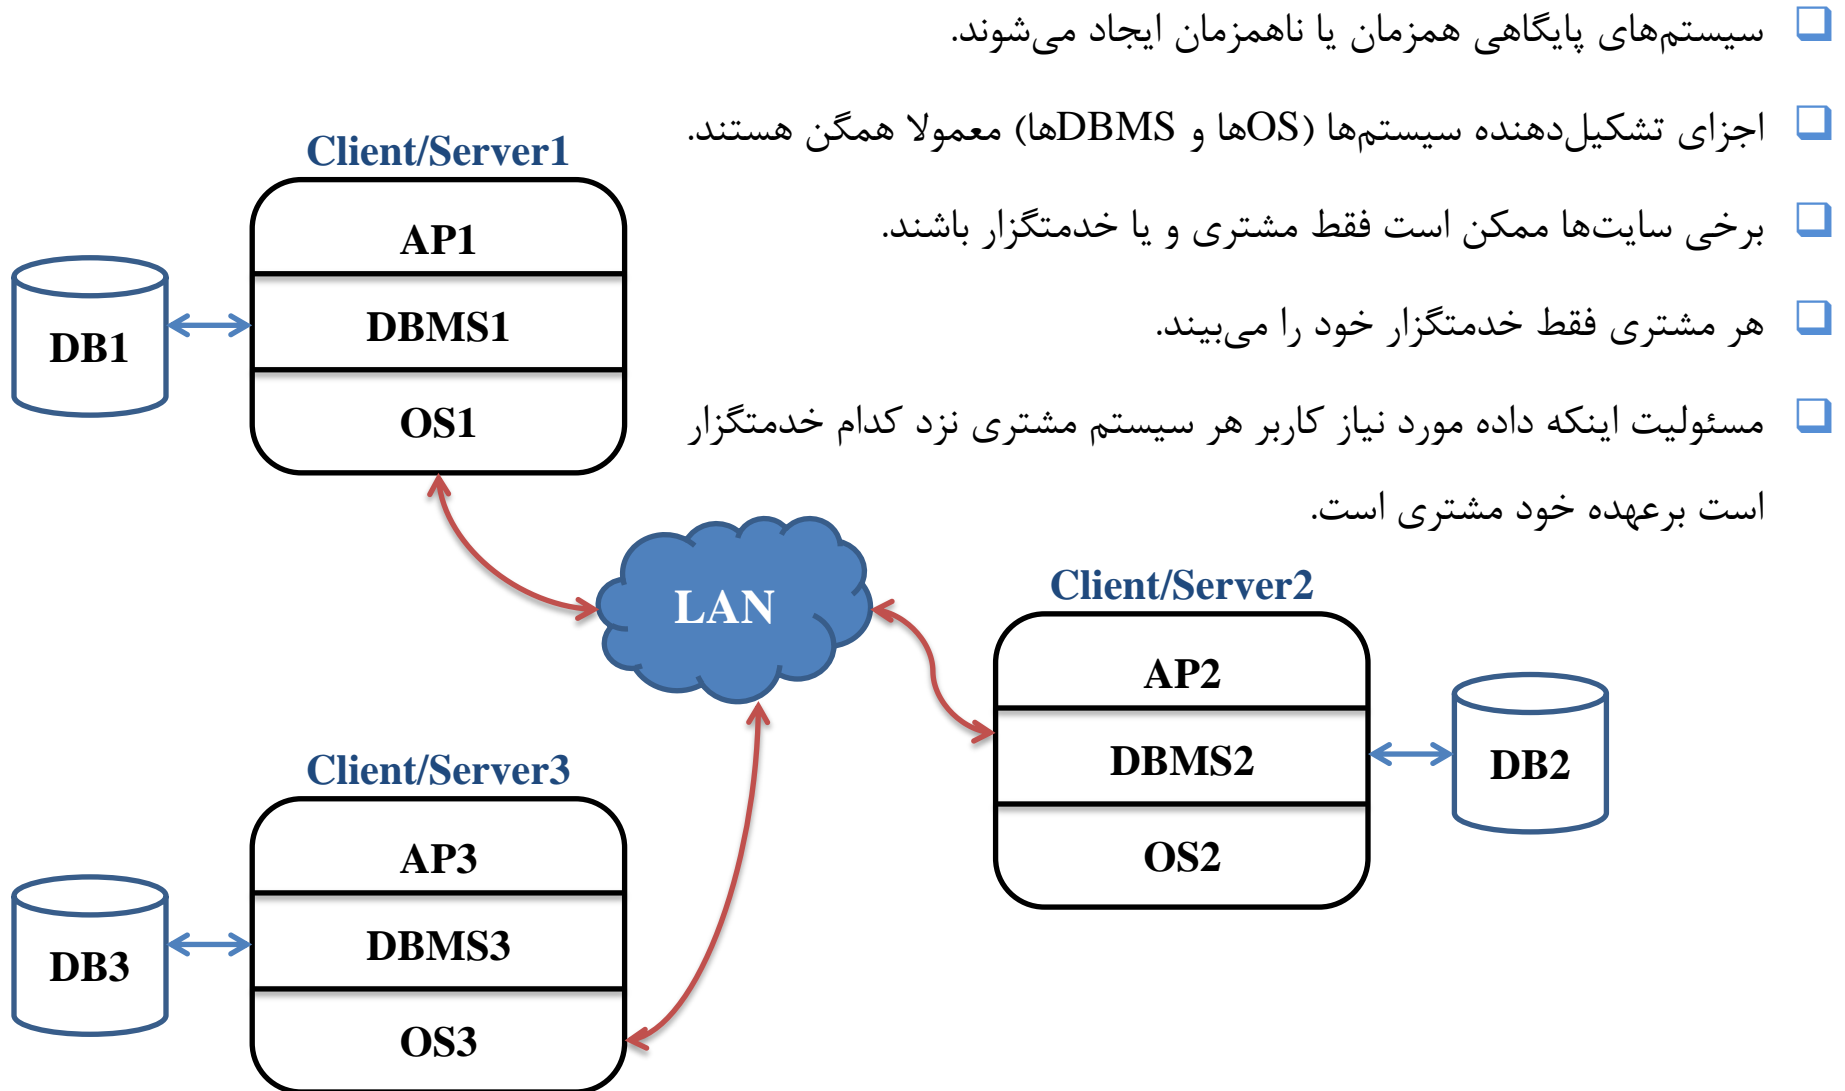 سیستم‌های پایگاهی همزمان یا ناهمزمان ایجاد می‌شوند.
اجزای تشکیل‌دهنده سیستم‌ها (OSها و DBMSها) معمولا همگن هستند.
برخی سایت‌ها ممکن است فقط مشتری و یا خدمتگزار باشند.
هر مشتری فقط خدمتگزار خود را می‌بیند.
مسئولیت اینکه داده مورد نیاز کاربر هر سیستم مشتری نزد کدام خدمتگزار
است برعهده خود مشتری است.
Client/Server1
AP1
DBMS1
OS1
DB1
LAN
Client/Server2
AP2
DBMS2
OS2
DB2
Client/Server3
AP3
DBMS3
OS3
DB3